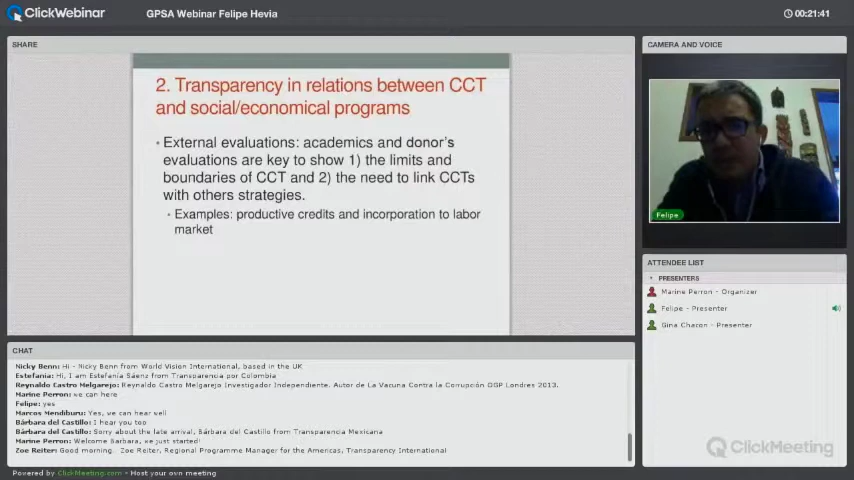 ClickWebinar
GPSA Webinar Felipe Hevia
00:21:41
SHARE
2. Transparency in relations between CCT
and social/economical programs
• External evaluations: academics and donor's
evaluations are key to show 1) the limits and
boundaries of CCT and 2) the need to link CCTs
with others strategies.
• Examples: productive credits and incorporation to labor
market
CAMERA AND VOICE
Felipe
ATTENDEE LIST
PRESENTERS
Marine Perron - Organizer
Felipe - Presenter
Gina Chacon - Presenter
CHAT
Nicky Benn: Hi - Nicky Benn from World Vision International, based in the UK
Estefania: Hi, I am Estefanía Sáenz from Transparencia por Colombia
Reynaldo Castro Melgarejo: Reynaldo Castro Melgarejo Investigador Independiente. Autor de La Vacuna Contra la Corrupción OGP Londres 2013.
Marine Perron: we can here
Felipe: yes
Marcos Mendiburu: Yes, we can hear well
Bárbara del Castillo: I hear you too
Bárbara del Castillo: Sorry about the late arrival, Bárbara del Castillo from Transparencia Mexicana
Marine Perron: Welcome Barbara, we just started!
Zoe Reiter: Good morning. Zoe Reiter, Regional Programme Manager for the Americas, Transparency International
ClickMeeting
Powered by ClickMeeting.com • Host your own meeting